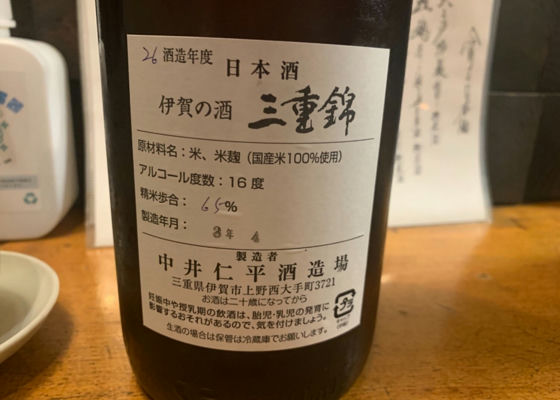 26 酒造年度
日本酒
伊賀の酒 三重錦
原材料名：米、米麹（国産米100％使用）
アルコール度数：16度
精米歩合： 65%
製造年月： 3年 4
製造者
中井仁平酒造場
三重県伊賀市上野西大手町3721
お酒は二十歳になってから
妊娠中や授乳期の飲酒は、胎児・乳児の発育に
影響するおそれがあるので、気を付けましょう。
生酒の場合は保管は冷蔵庫でお願いします。